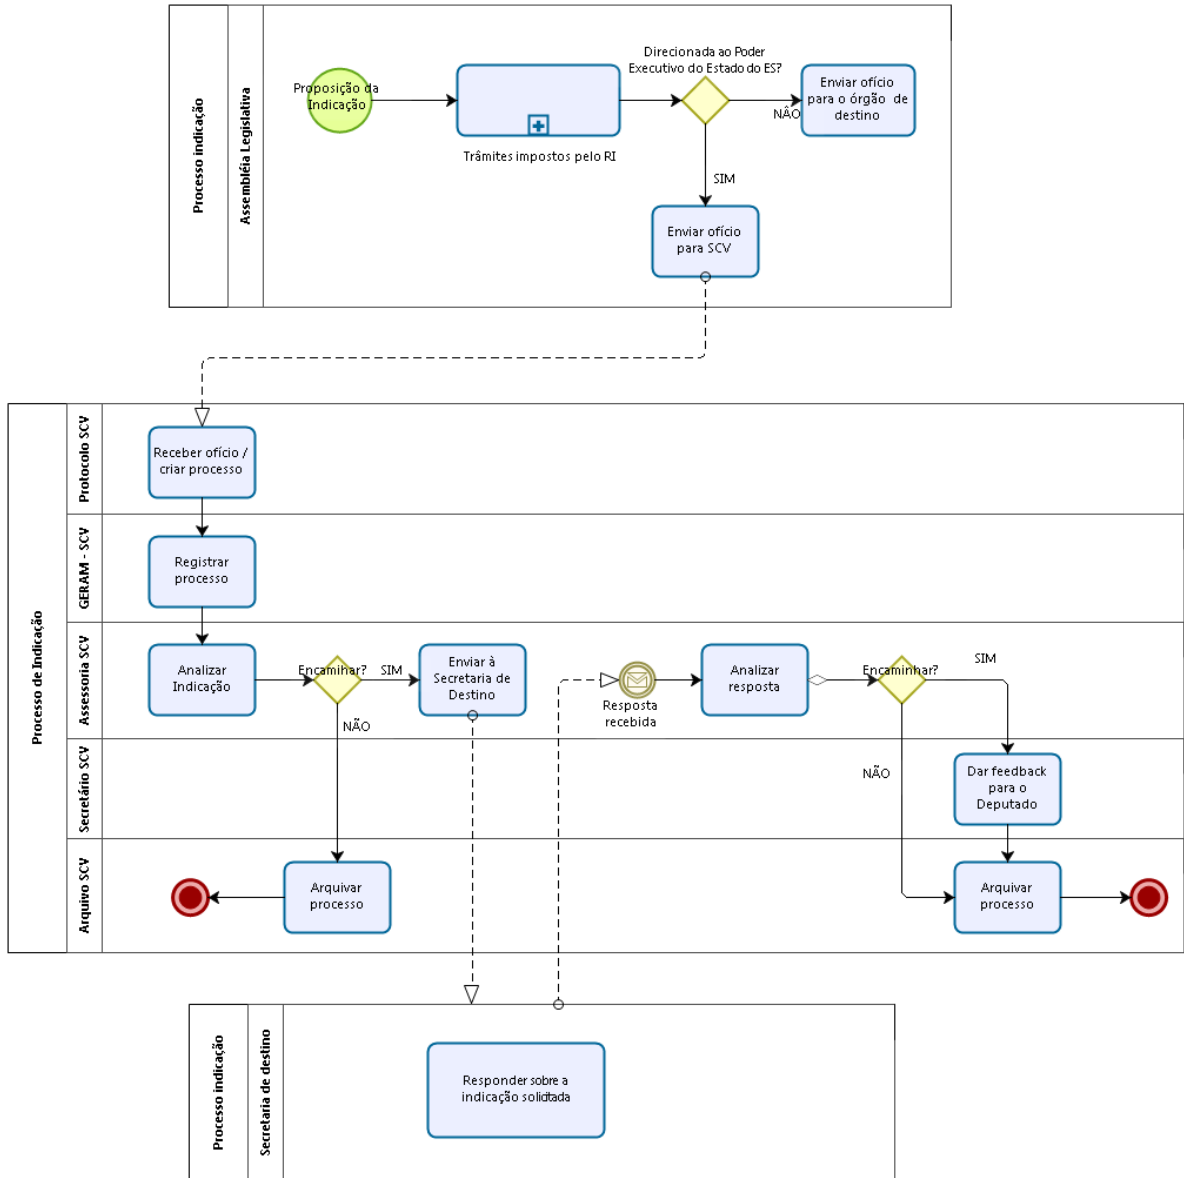 Processo indicação
Assembléia Legislativa
Proposição da
Indicação
Trâmites impostos pelo RI
Direcionada ao Poder
Executivo do Estado do ES?
NÃO
Enviar ofício
para o órgão de
destino
SIM
Enviar ofício
para SCV
Processo de Indicação
Protocolo SCV
Receber ofício /
criar processo
GERAM - SCV
Registrar
processo
Assessoria SCV
Analizar
Indicação
Encamihar?
SIM
NÃO
Enviar à
Secretaria de
Destino
Resposta
recebida
Analizar
resposta
Encaminhar?
SIM
NÃO
Secretário SCV
Dar feedback
para o
Deputado
Arquivo SCV
Arquivar
processo
Arquivar
processo
Processo indicação
Secretaria de destino
Responder sobre a
indicação solicitada